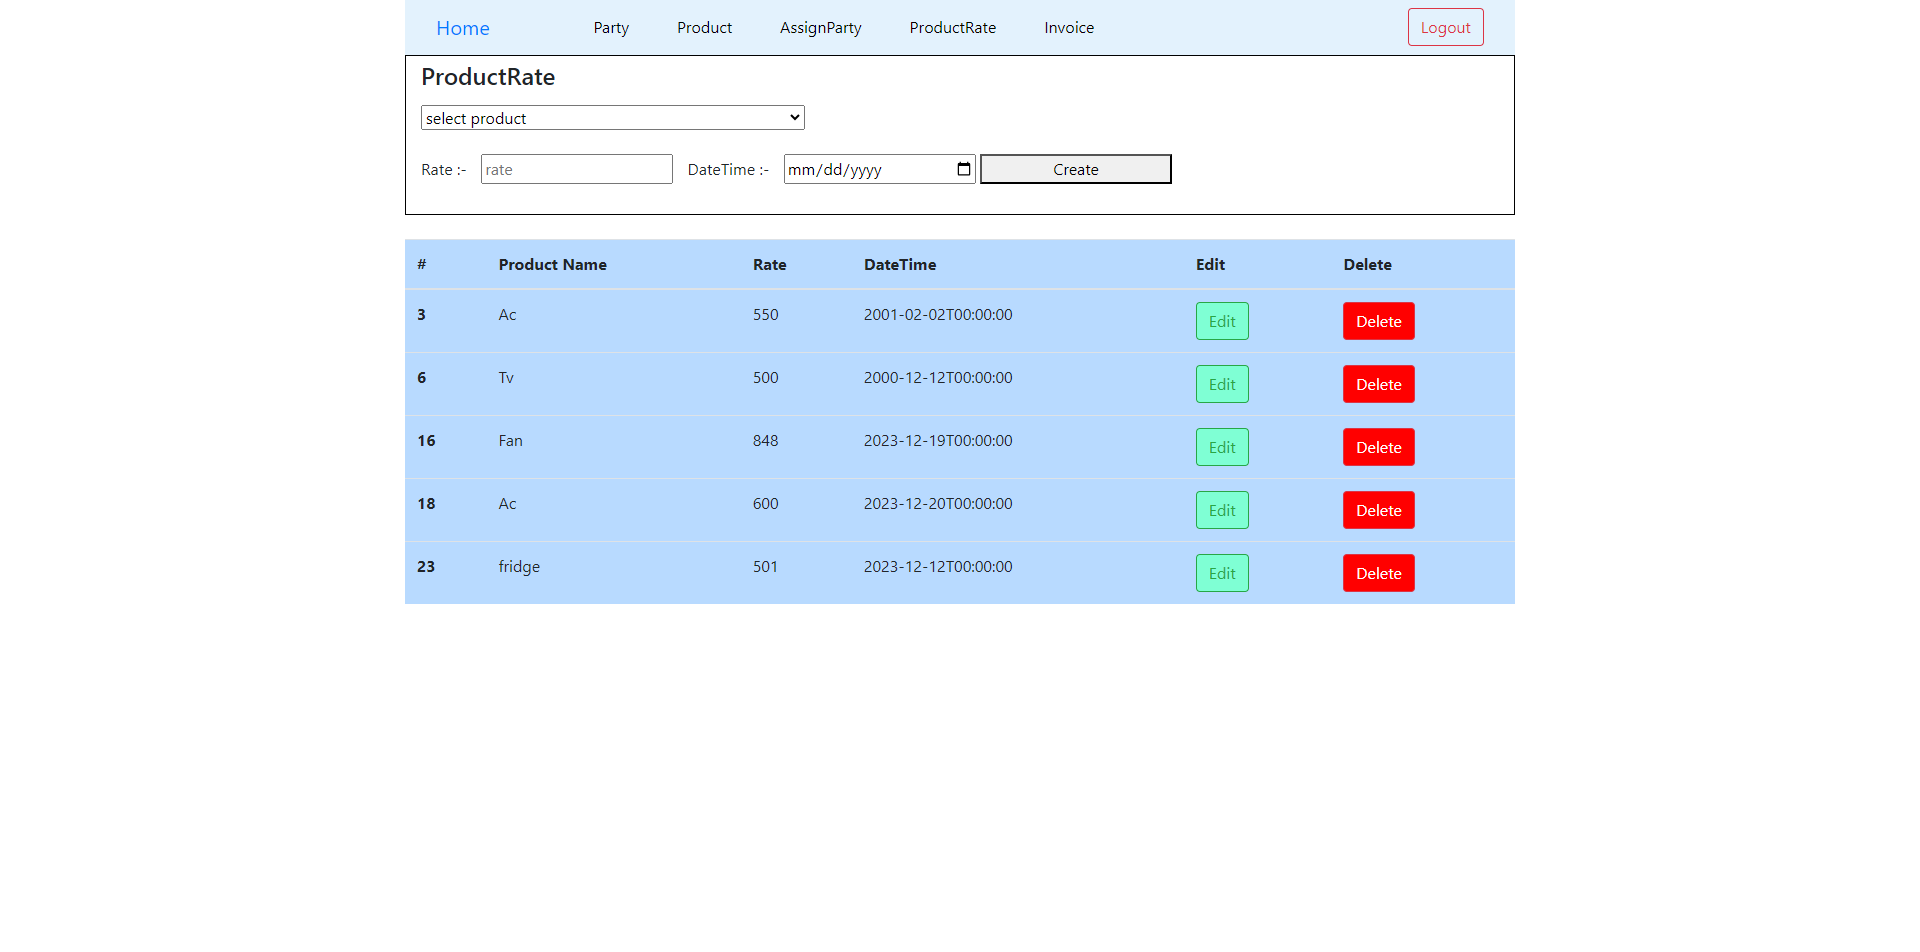 Home Party Product AssignParty ProductRate Invoice Logout
ProductRate
select product
Rate :- rate DateTime :- mm/dd/yyyy Create
# Product Name Rate DateTime Edit Delete
3 Ac 550 2001-02-02T00:00:00 Edit Delete
6 Tv 500 2000-12-12T00:00:00 Edit Delete
16 Fan 848 2023-12-19T00:00:00 Edit Delete
18 Ac 600 2023-12-20T00:00:00 Edit Delete
23 fridge 501 2023-12-12T00:00:00 Edit Delete